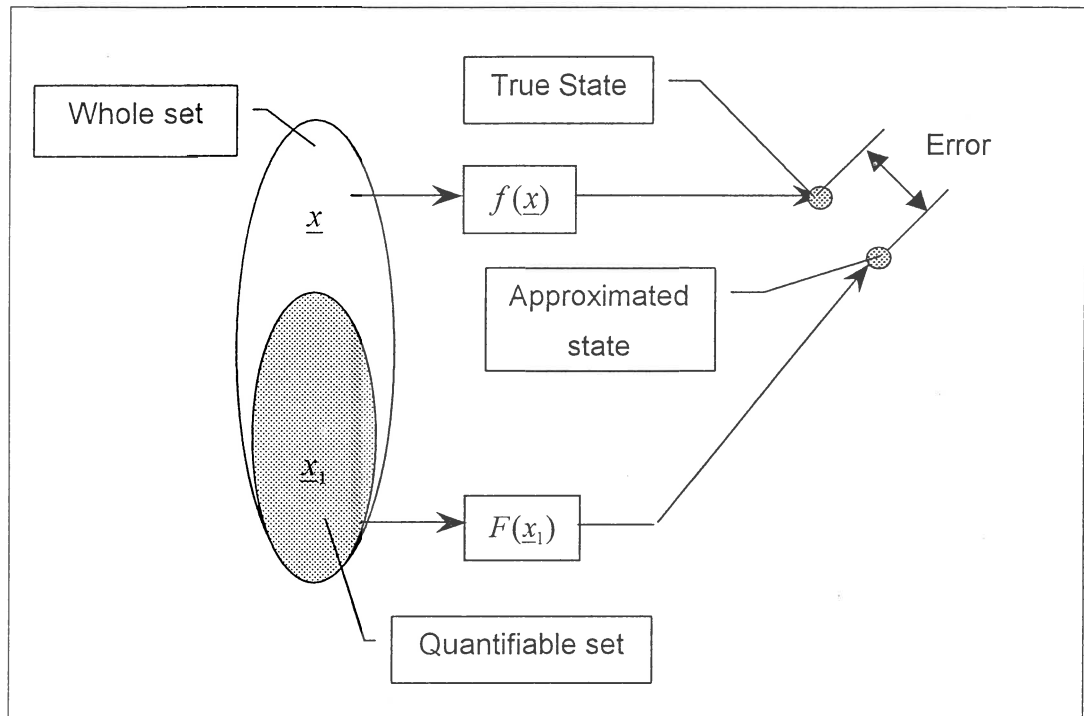 True State
Whole set
Error
f(x)
x
Approximated
state
x₁
F(x₁)
Quantifiable set